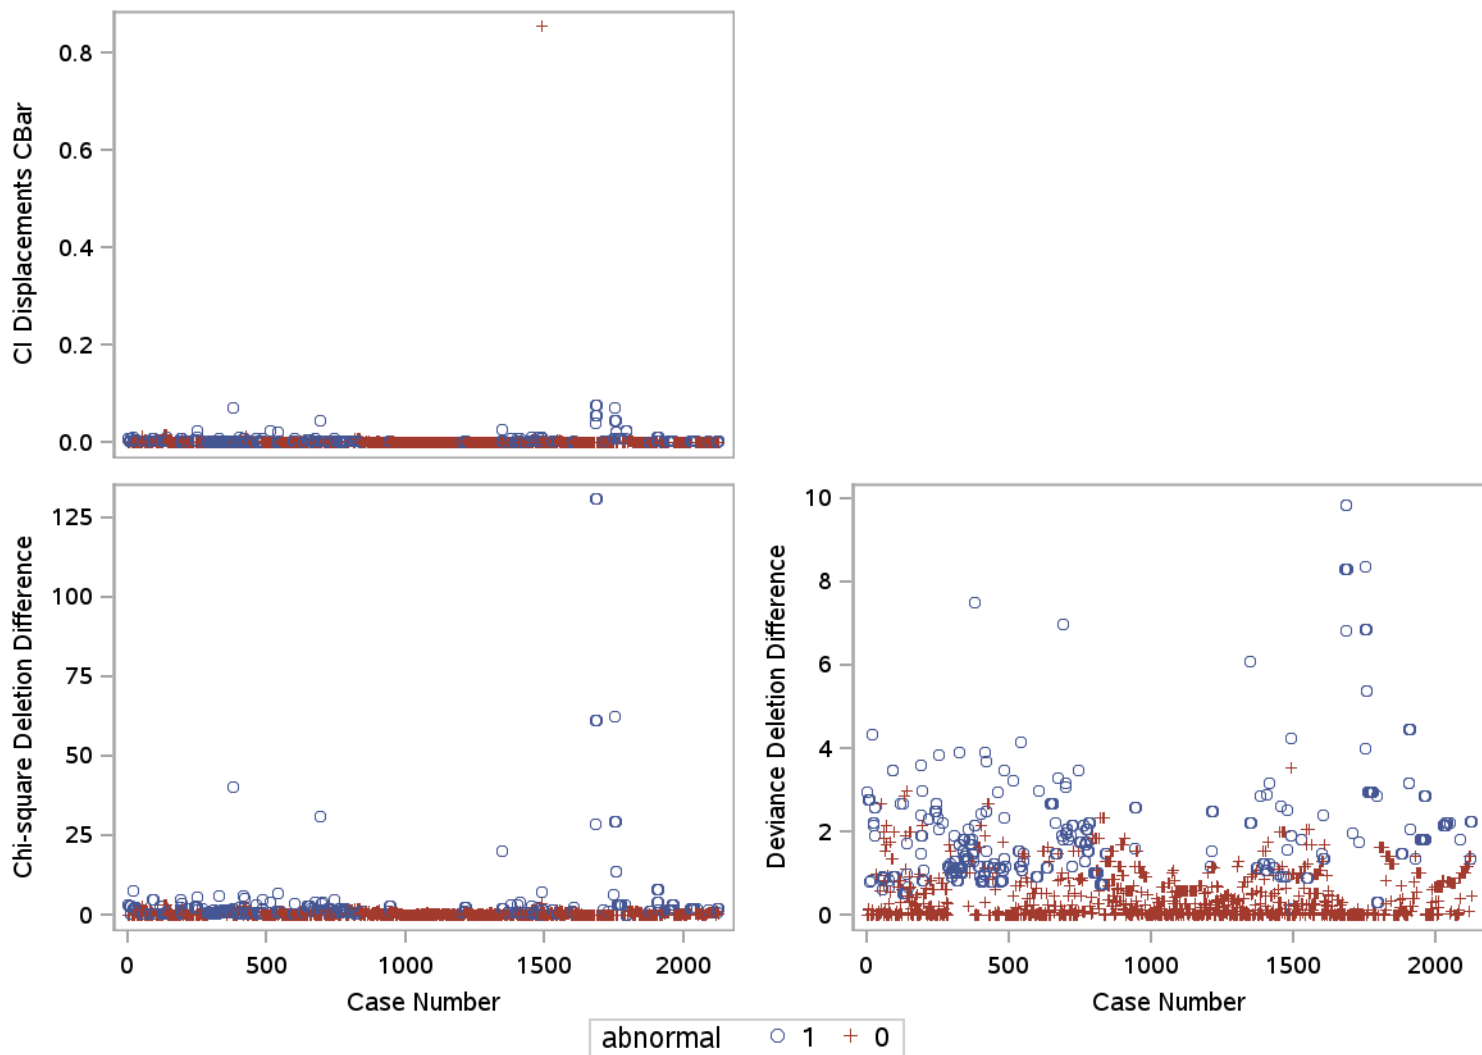 CI Displacements CBar
0.8
0.6
0.4
0.2
0.0
Chi-square Deletion Difference
125
100
75
50
25
0
0 500 1000 1500 2000
Case Number
Deviance Deletion Difference
10
8
6
4
2
0
0 500 1000 1500 2000
Case Number
abnormal 1 0